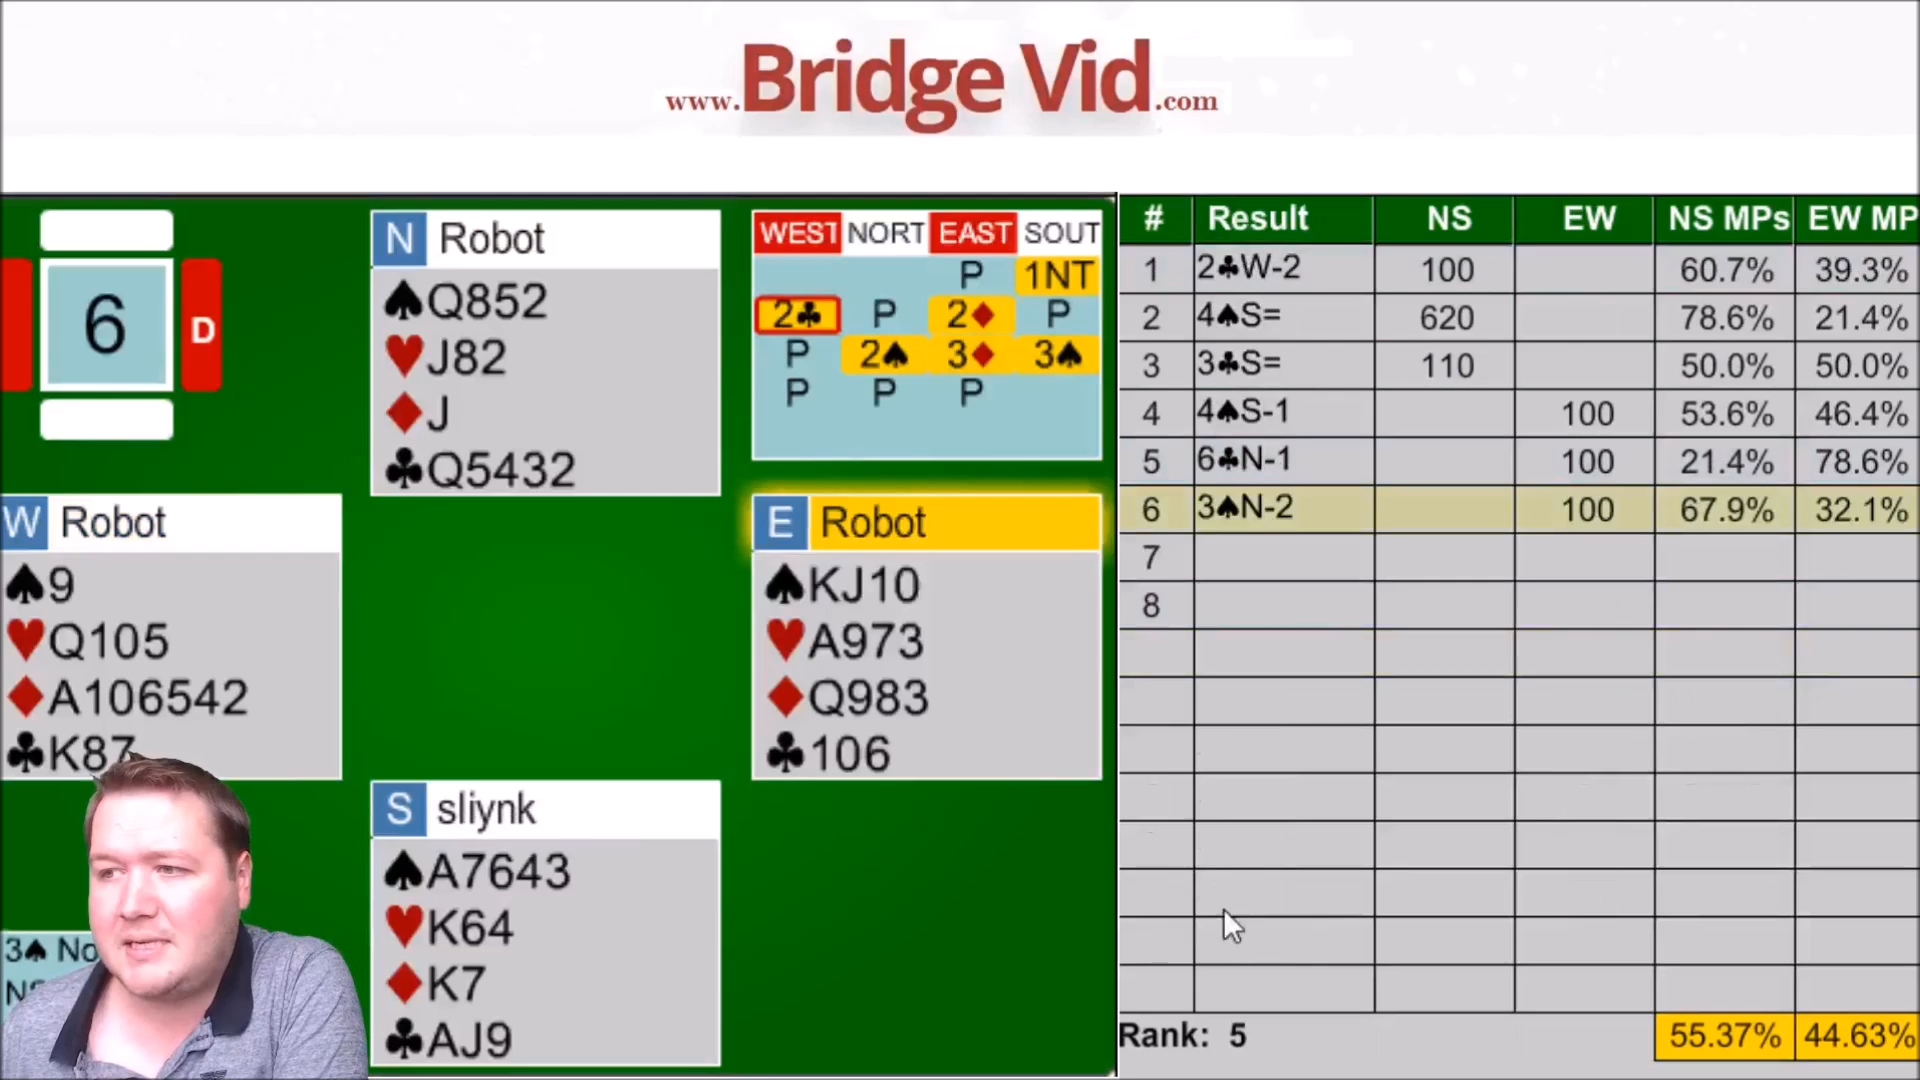 www.Bridge Vid.com
6
D
N Robot
♠Q852
♥J82
♦J
♣Q5432
WEST NORT EAST SOUT
P 1NT
2♣ P 2♦ P
P 2♠ 3♦ 3♠
P P P
W Robot
♠9
♥Q105
♦A106542
♣K87
E Robot
♠KJ10
♥A973
♦Q983
♣106
S sliynk
♠A7643
♥K64
♦K7
♣AJ9
3♠ No
NS
# Result NS EW NS MPs EW MP
1 2♣W-2 100 60.7% 39.3%
2 4♠S= 620 78.6% 21.4%
3 3♣S= 110 50.0% 50.0%
4 4♠S-1 100 53.6% 46.4%
5 6♣N-1 100 21.4% 78.6%
6 3♠N-2 100 67.9% 32.1%
7
8
Rank: 5 55.37% 44.63%